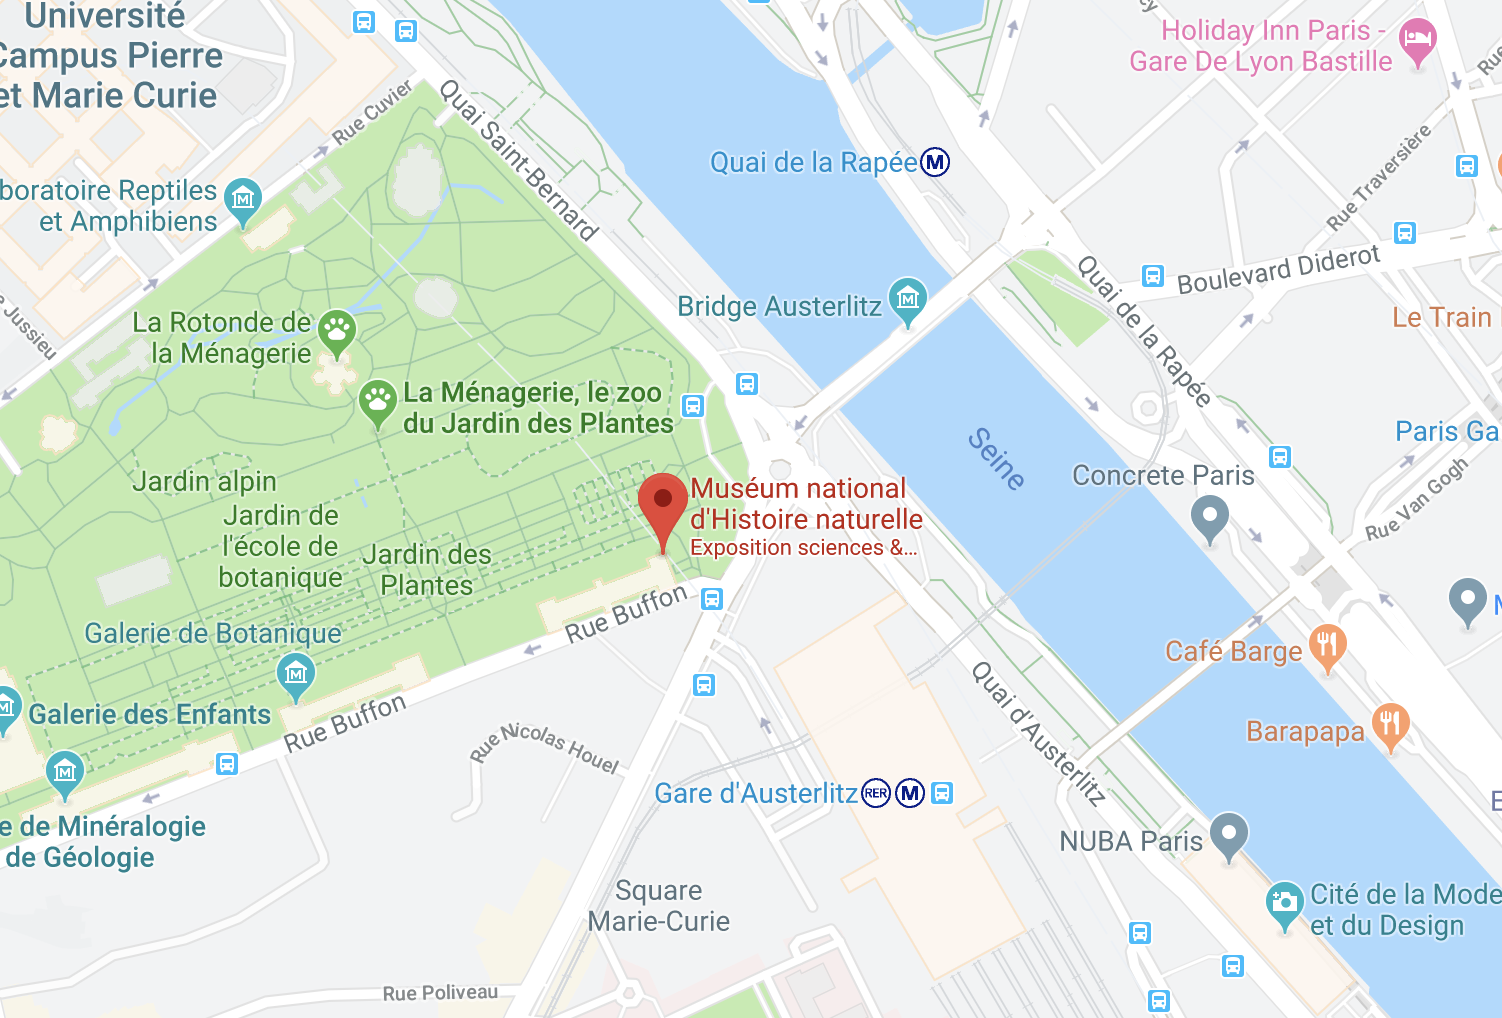 Université
Campus Pierre
et Marie Curie
Rue Cuvier
Quai Saint-Bernard
Holiday Inn Paris -
Gare De Lyon Bastille
Quai de la Rapée M
Rue Traversière
boratoire Reptiles
et Amphibiens
Boulevard Diderot
Bridge Austerlitz
Quai de la Rapée
Le Train
Jussieu
La Rotonde de
la Ménagerie
La Ménagerie, le zoo
du Jardin des Plantes
Seine
Paris Ga
Concrete Paris
Rue Van Gogh
Jardin alpin
Jardin de
l'école de
botanique
Jardin des
Plantes
Muséum national
d'Histoire naturelle
Exposition sciences &...
Rue Buffon
Galerie de Botanique
M
Café Barge
Galerie des Enfants
Rue Buffon
Quai d'Austerlitz
Barapapa
Rue Nicolas Houel
Gare d'Austerlitz RER M
e de Minéralogie
de Géologie
NUBA Paris
E
Square
Marie-Curie
Cité de la Mode
et du Design
Rue Poliveau